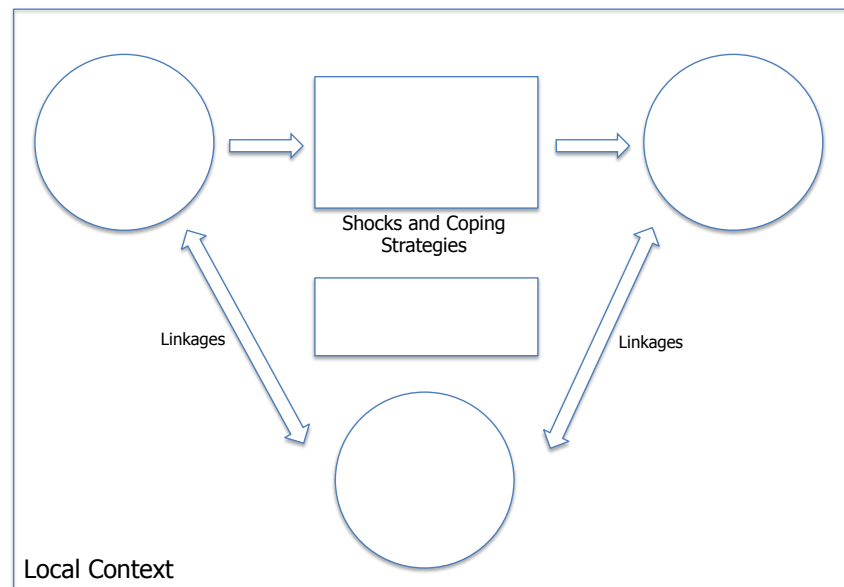 Shocks and Coping
Strategies
Linkages
Linkages
Local Context